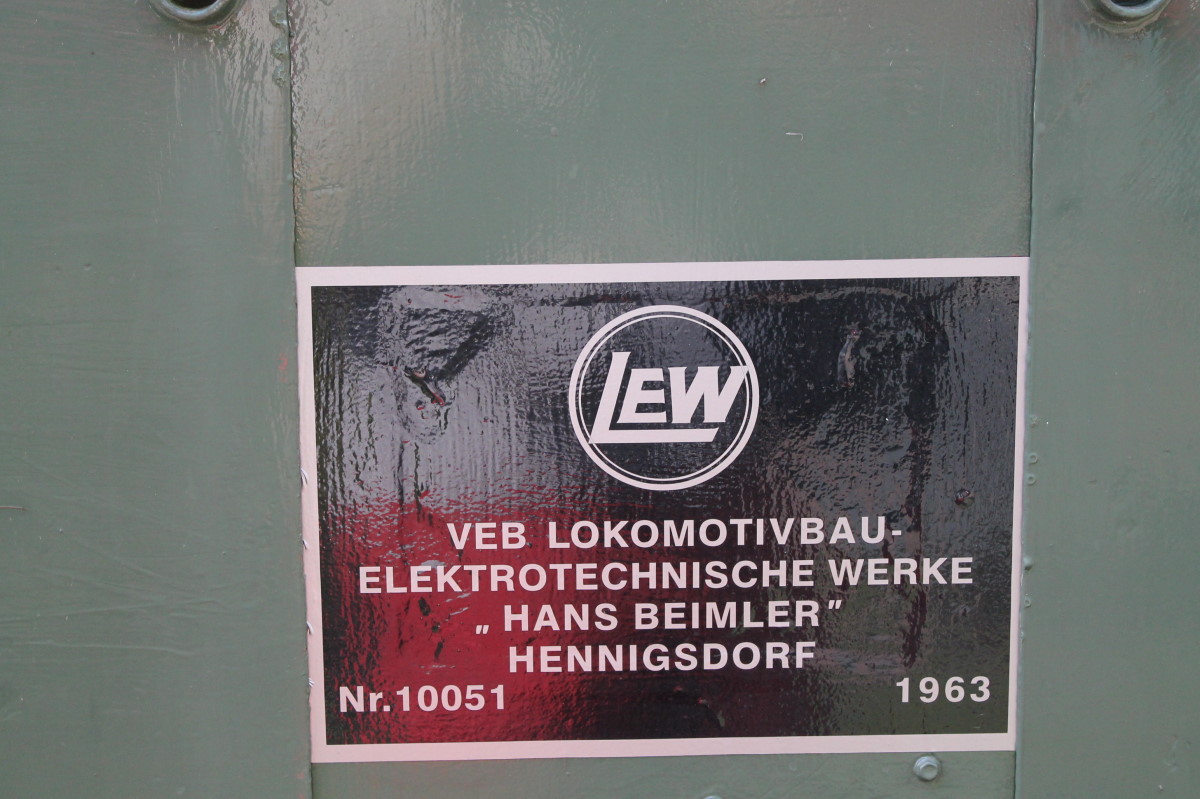 LEW
VEB LOKOMOTIVBAU-
ELEKTROTECHNISCHE WERKE
„HANS BEIMLER”
HENNIGSDORF
Nr.10051 1963